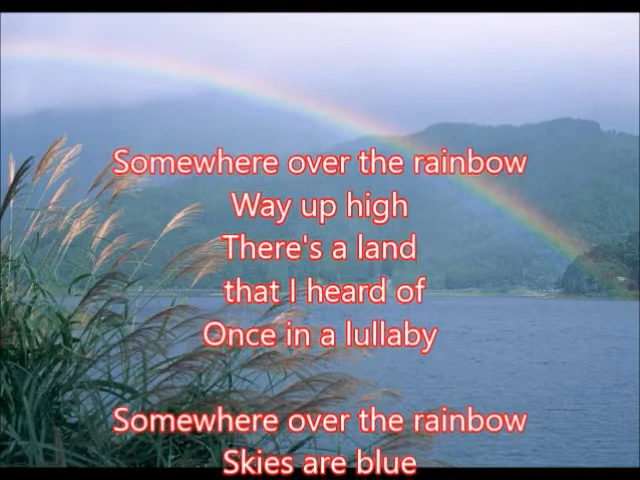 Somewhere over the rainbow
Way up high
There's a land
that I heard of
Once in a lullaby
Somewhere over the rainbow
Skies are blue